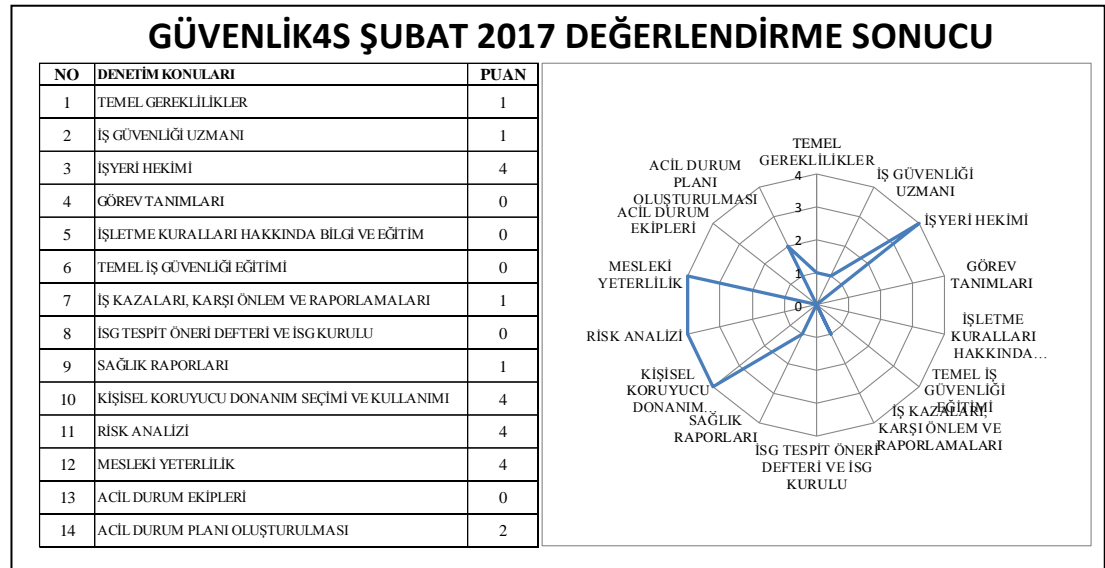 GÜVENLİK4S ŞUBAT 2017 DEĞERLENDİRME SONUCU
NO DENETİM KONULARI PUAN
1 TEMEL GEREKLİLİKLER 1
2 İŞ GÜVENLİĞİ UZMANI 1
3 İŞYERİ HEKİMİ 4
4 GÖREV TANIMLARI 0
5 İŞLETME KURALLARI HAKKINDA BİLGİ VE EĞİTİM 0
6 TEMEL İŞ GÜVENLİĞİ EĞİTİMİ 0
7 İŞ KAZALARI, KARŞI ÖNLEM VE RAPORLAMALARI 1
8 İSG TESPİT ÖNERİ DEFTERİ VE İSG KURULU 0
9 SAĞLIK RAPORLARI 1
10 KİŞİSEL KORUYUCU DONANIM SEÇİMİ VE KULLANIMI 4
11 RİSK ANALİZİ 4
12 MESLEKİ YETERLİLİK 4
13 ACİL DURUM EKİPLERİ 0
14 ACİL DURUM PLANI OLUŞTURULMASI 2
TEMEL
GEREKLİLİKLER
İŞ GÜVENLİĞİ
UZMANI
İŞYERİ HEKİMİ
GÖREV
TANIMLARI
İŞLETME
KURALLARI
HAKKINDA…
TEMEL İŞ
GÜVENLİĞİ
EĞİTİMİ
İŞ KAZALARI,
KARŞI ÖNLEM VE
RAPORLAMALARI
İSG TESPİT ÖNERİ
DEFTERİ VE İSG
KURULU
SAĞLIK
RAPORLARI
KİŞİSEL
KORUYUCU
DONANIM…
RİSK ANALİZİ
MESLEKİ
YETERLİLİK
ACİL DURUM
EKİPLERİ
ACİL DURUM
PLANI
OLUŞTURULMASI
4
3
2
1
0